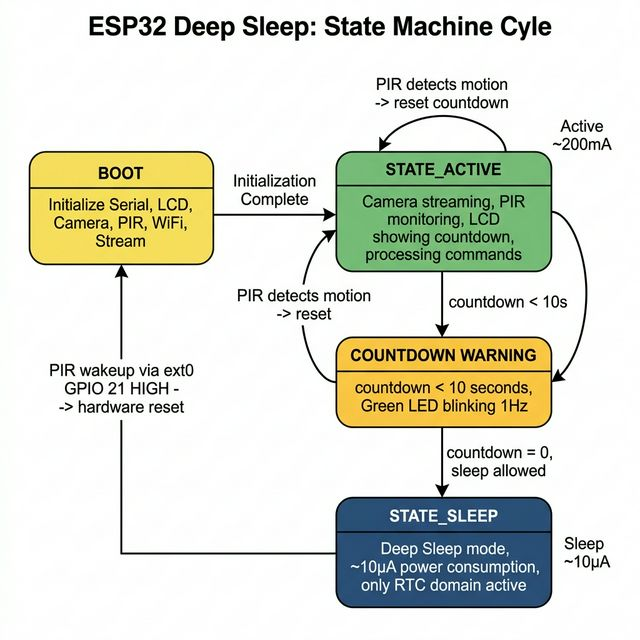 ESP32 Deep Sleep: State Machine Cyle
PIR detects motion
-> reset countdown
Active
~200mA
BOOT
Initialize Serial, LCD,
Camera, PIR, WiFi,
Stream
Initialization
Complete
STATE_ACTIVE
Camera streaming, PIR
monitoring, LCD
showing countdown,
processing commands
PIR detects motion
-> reset
countdown < 10s
COUNTDOWN WARNING
countdown < 10 seconds,
Green LED blinking 1Hz
PIR wakeup via ext0
GPIO 21 HIGH -
-> hardware reset
countdown = 0,
sleep allowed
STATE_SLEEP
Deep Sleep mode,
~10µA power consumption,
only RTC domain active
Sleep
~10µA